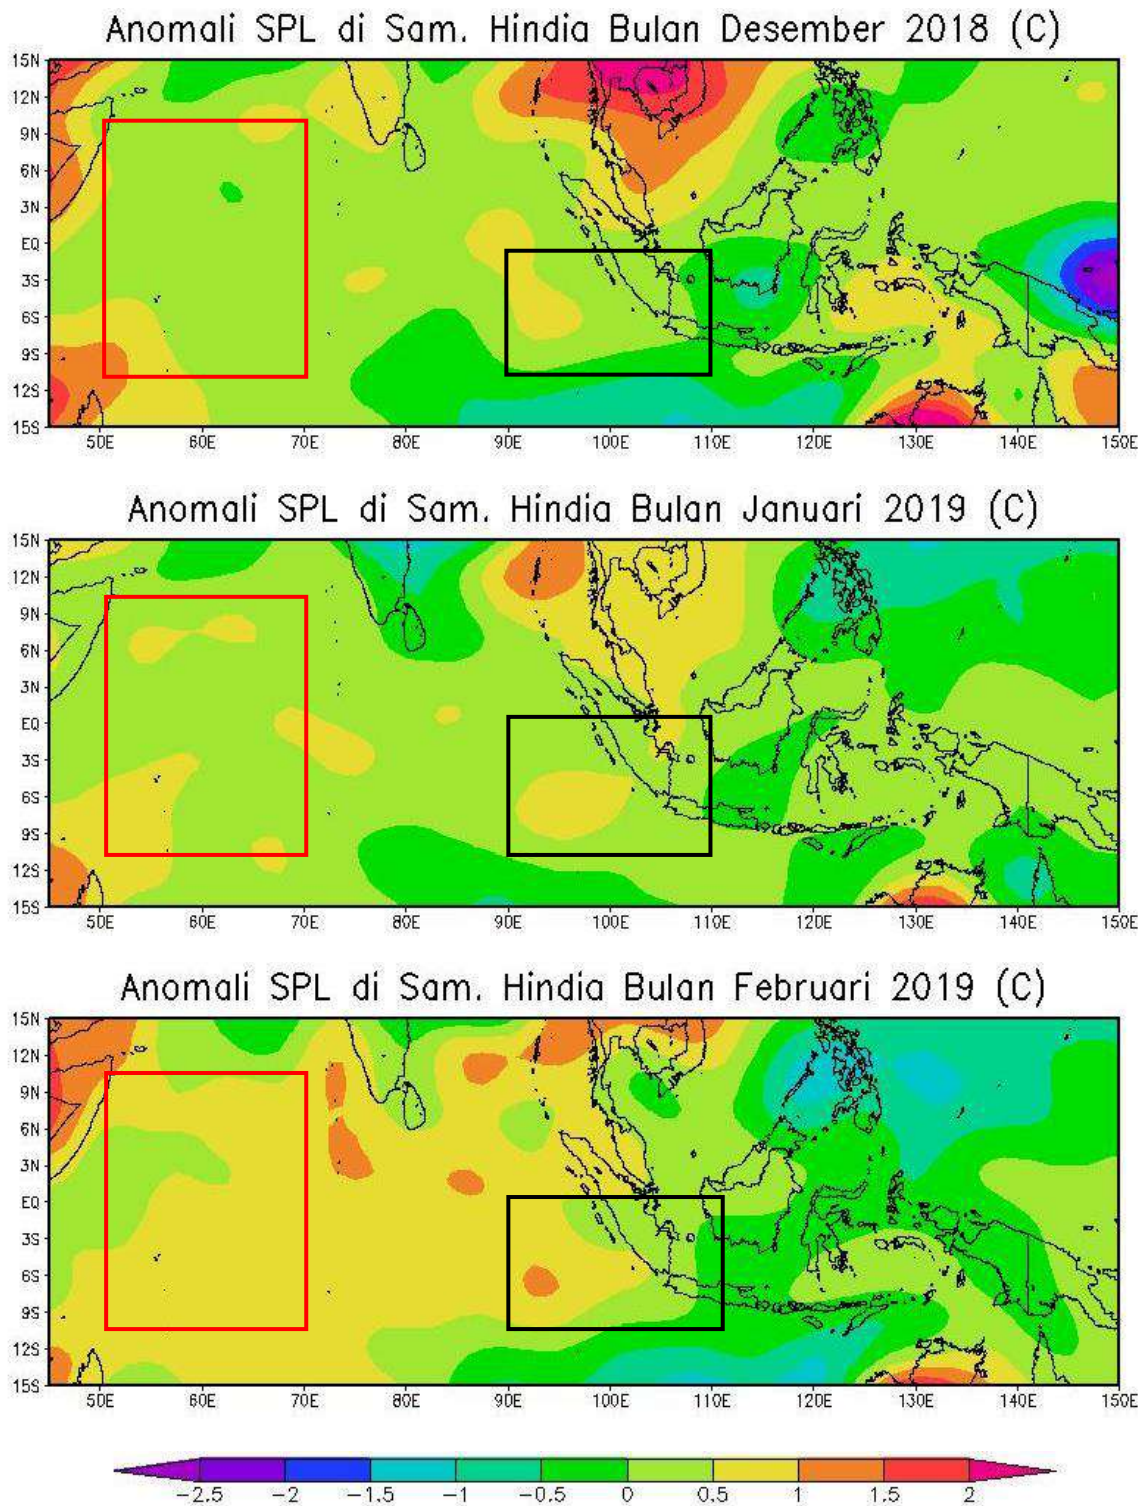 Anomali SPL di Sam. Hindia Bulan Desember 2018 (C)
15N
12N
9N
6N
3N
EQ
3S
6S
9S
12S
15S
50E 60E 70E 80E 90E 100E 110E 120E 130E 140E 150E
Anomali SPL di Sam. Hindia Bulan Januari 2019 (C)
15N
12N
9N
6N
3N
EQ
3S
6S
9S
12S
15S
50E 60E 70E 80E 90E 100E 110E 120E 130E 140E 150E
Anomali SPL di Sam. Hindia Bulan Februari 2019 (C)
15N
12N
9N
6N
3N
EQ
3S
6S
9S
12S
15S
50E 60E 70E 80E 90E 100E 110E 120E 130E 140E 150E
-2.5 -2 -1.5 -1 -0.5 0 0.5 1 1.5 2